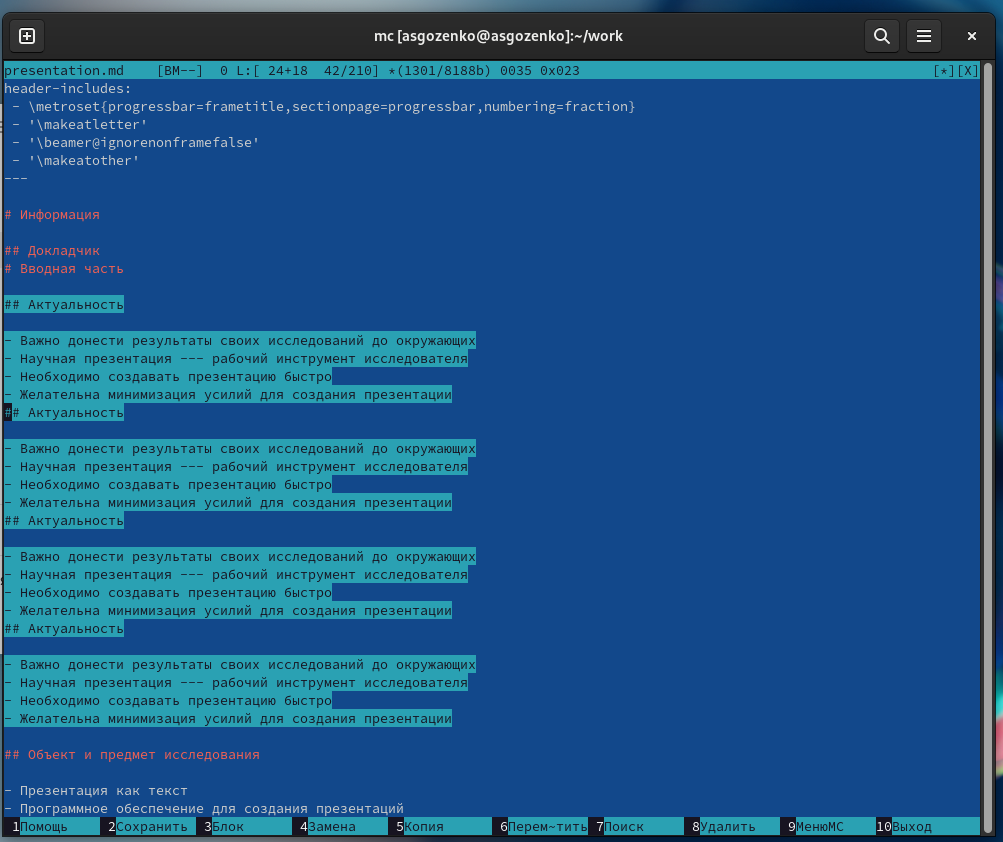 mc [asgozenko@asgozenko]:~/work
presentation.md    [BM--]  0 L:[ 24+18  42/210] *(1301/8188b) 0035 0x023    [*][X]
header-includes:
 - \metroset{progressbar=frametitle,sectionpage=progressbar,numbering=fraction}
 - '\makeatletter'
 - '\beamer@ignorenonframefalse'
 - '\makeatother'
---
# Информация
## Докладчик
# Вводная часть
## Актуальность
- Важно донести результаты своих исследований до окружающих
- Научная презентация --- рабочий инструмент исследователя
- Необходимо создавать презентацию быстро
- Желательна минимизация усилий для создания презентации
## Актуальность
- Важно донести результаты своих исследований до окружающих
- Научная презентация --- рабочий инструмент исследователя
- Необходимо создавать презентацию быстро
- Желательна минимизация усилий для создания презентации
## Актуальность
- Важно донести результаты своих исследований до окружающих
- Научная презентация --- рабочий инструмент исследователя
- Необходимо создавать презентацию быстро
- Желательна минимизация усилий для создания презентации
## Актуальность
- Важно донести результаты своих исследований до окружающих
- Научная презентация --- рабочий инструмент исследователя
- Необходимо создавать презентацию быстро
- Желательна минимизация усилий для создания презентации
## Объект и предмет исследования
- Презентация как текст
- Программное обеспечение для создания презентаций
1Помощь 2Сохранить 3Блок 4Замена 5Копия 6Перем~тить 7Поиск 8Удалить 9МенюMC 10Выход